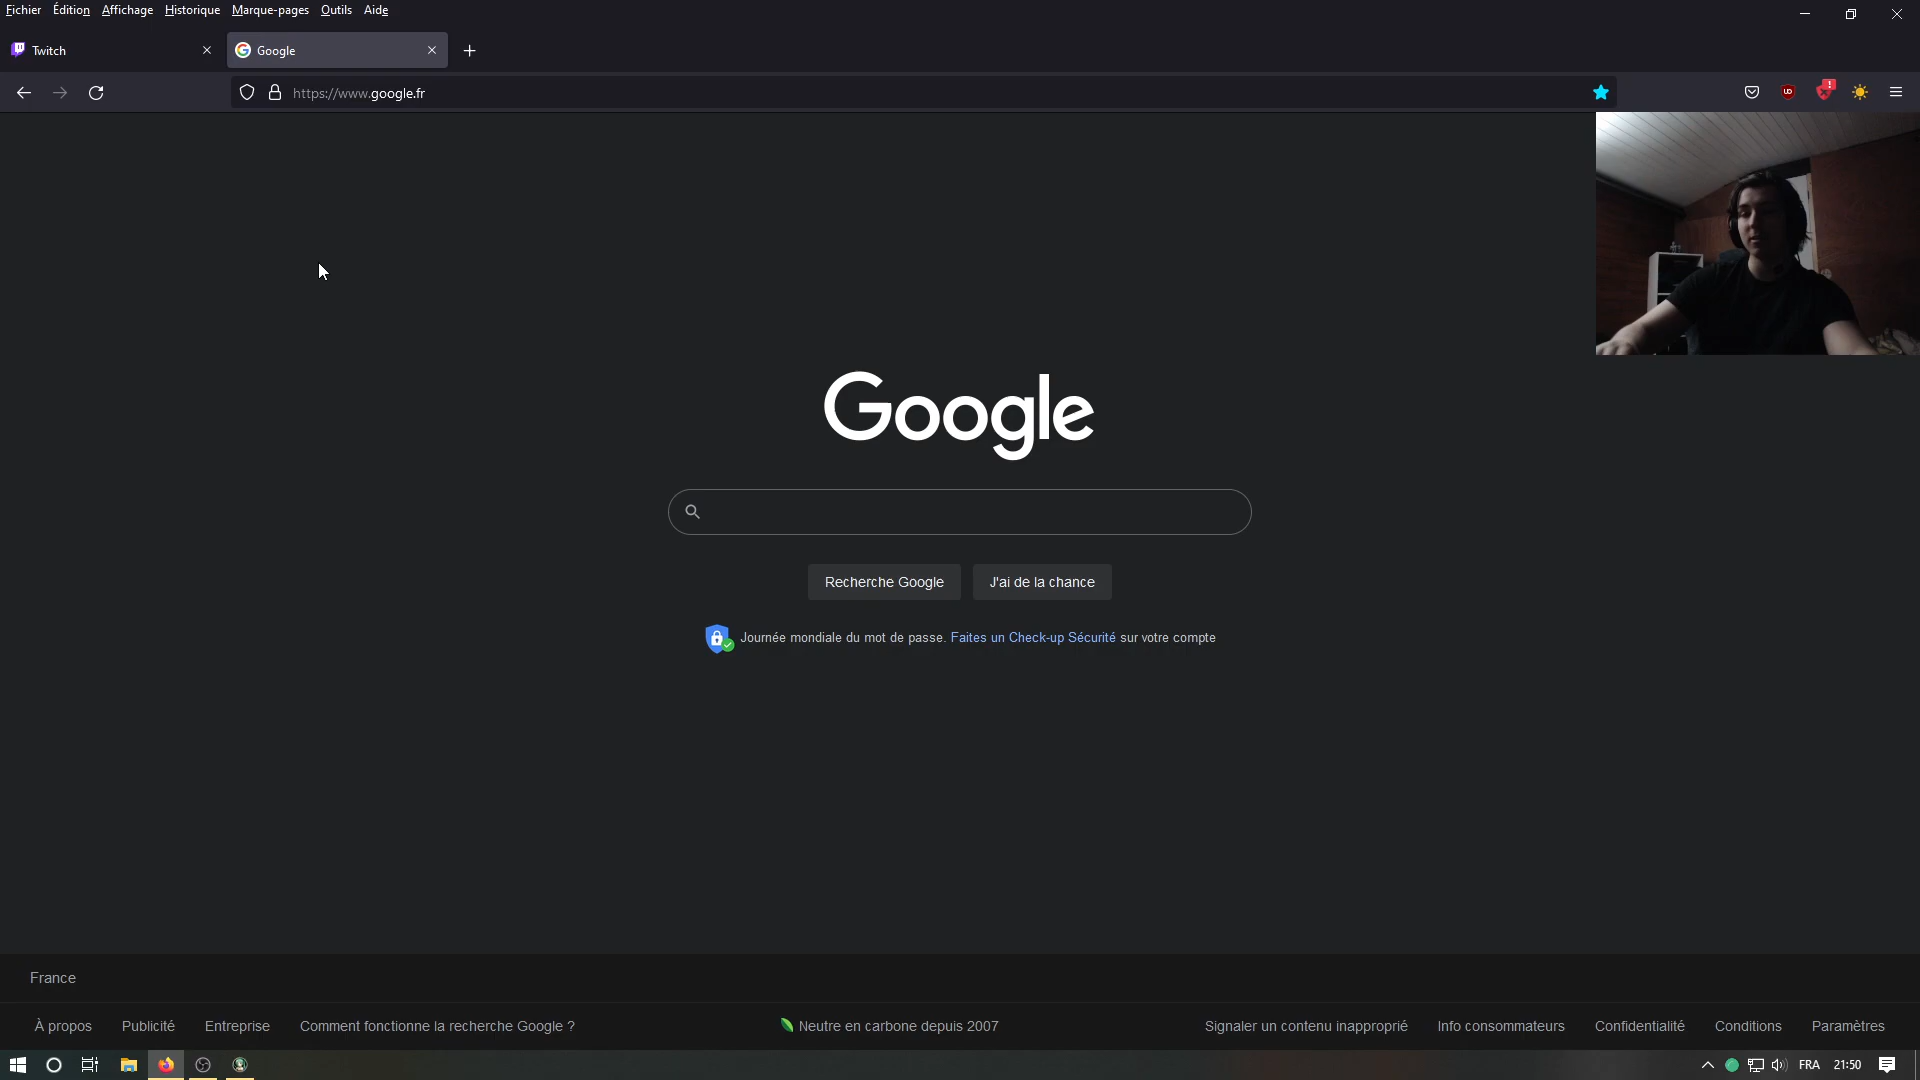 Fichier Édition Affichage Historique Marque-pages Outils Aide
Twitch
Google
https://www.google.fr
Google
Recherche Google
J'ai de la chance
Journée mondiale du mot de passe. Faites un Check-up Sécurité sur votre compte
France
À propos Publicité Entreprise Comment fonctionne la recherche Google ? Neutre en carbone depuis 2007 Signaler un contenu inapproprié Info consommateurs Confidentialité Conditions Paramètres
FRA 21:50